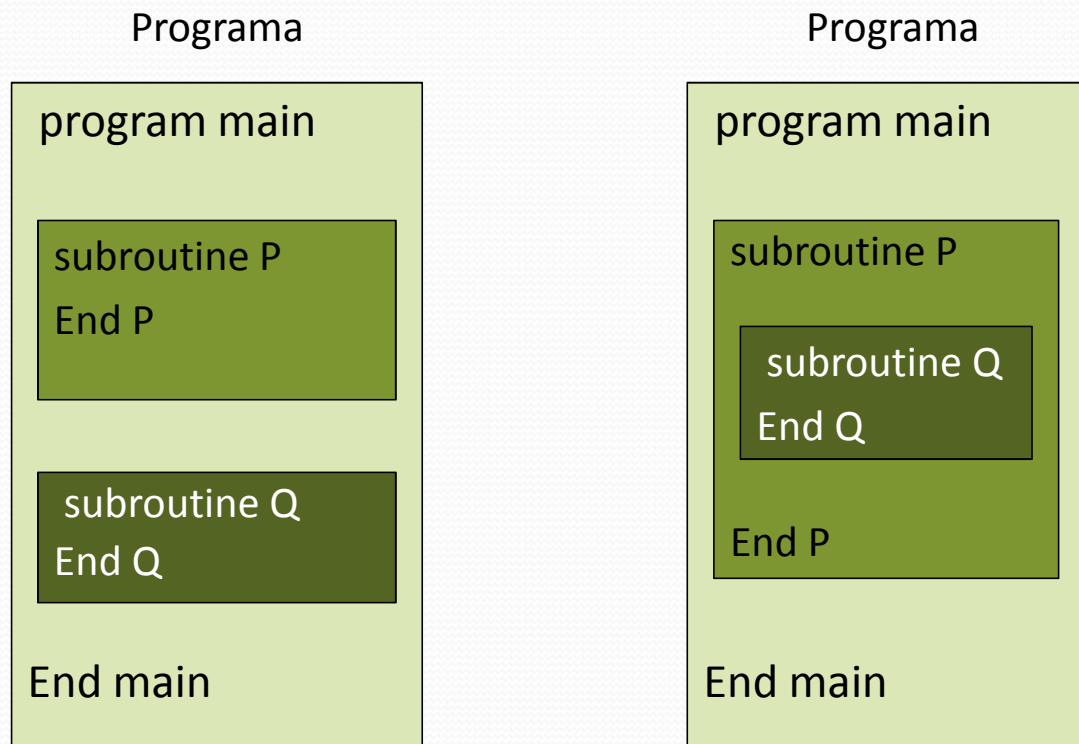 Programa
program main
subroutine P
End P
subroutine Q
End Q
End main
Programa
program main
subroutine P
subroutine Q
End Q
End P
End main